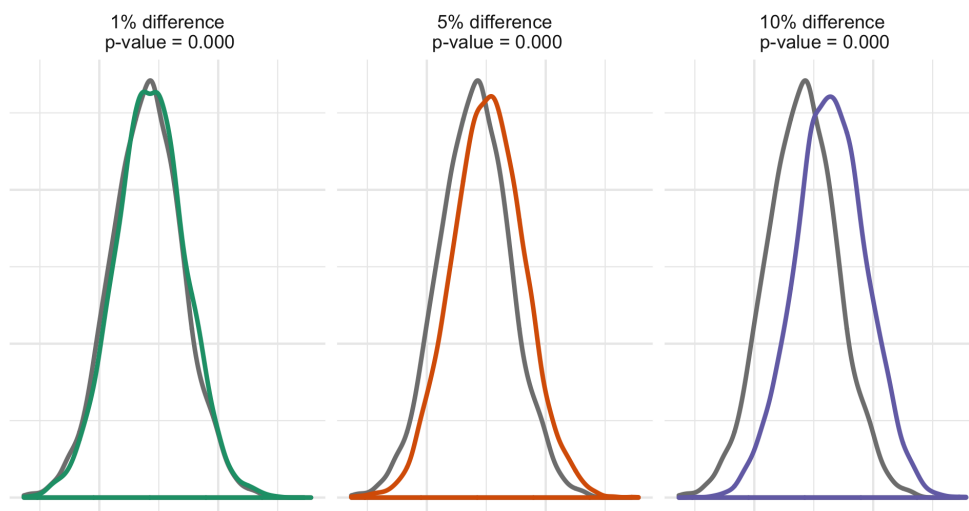 1% difference
p-value = 0.000
5% difference
p-value = 0.000
10% difference
p-value = 0.000